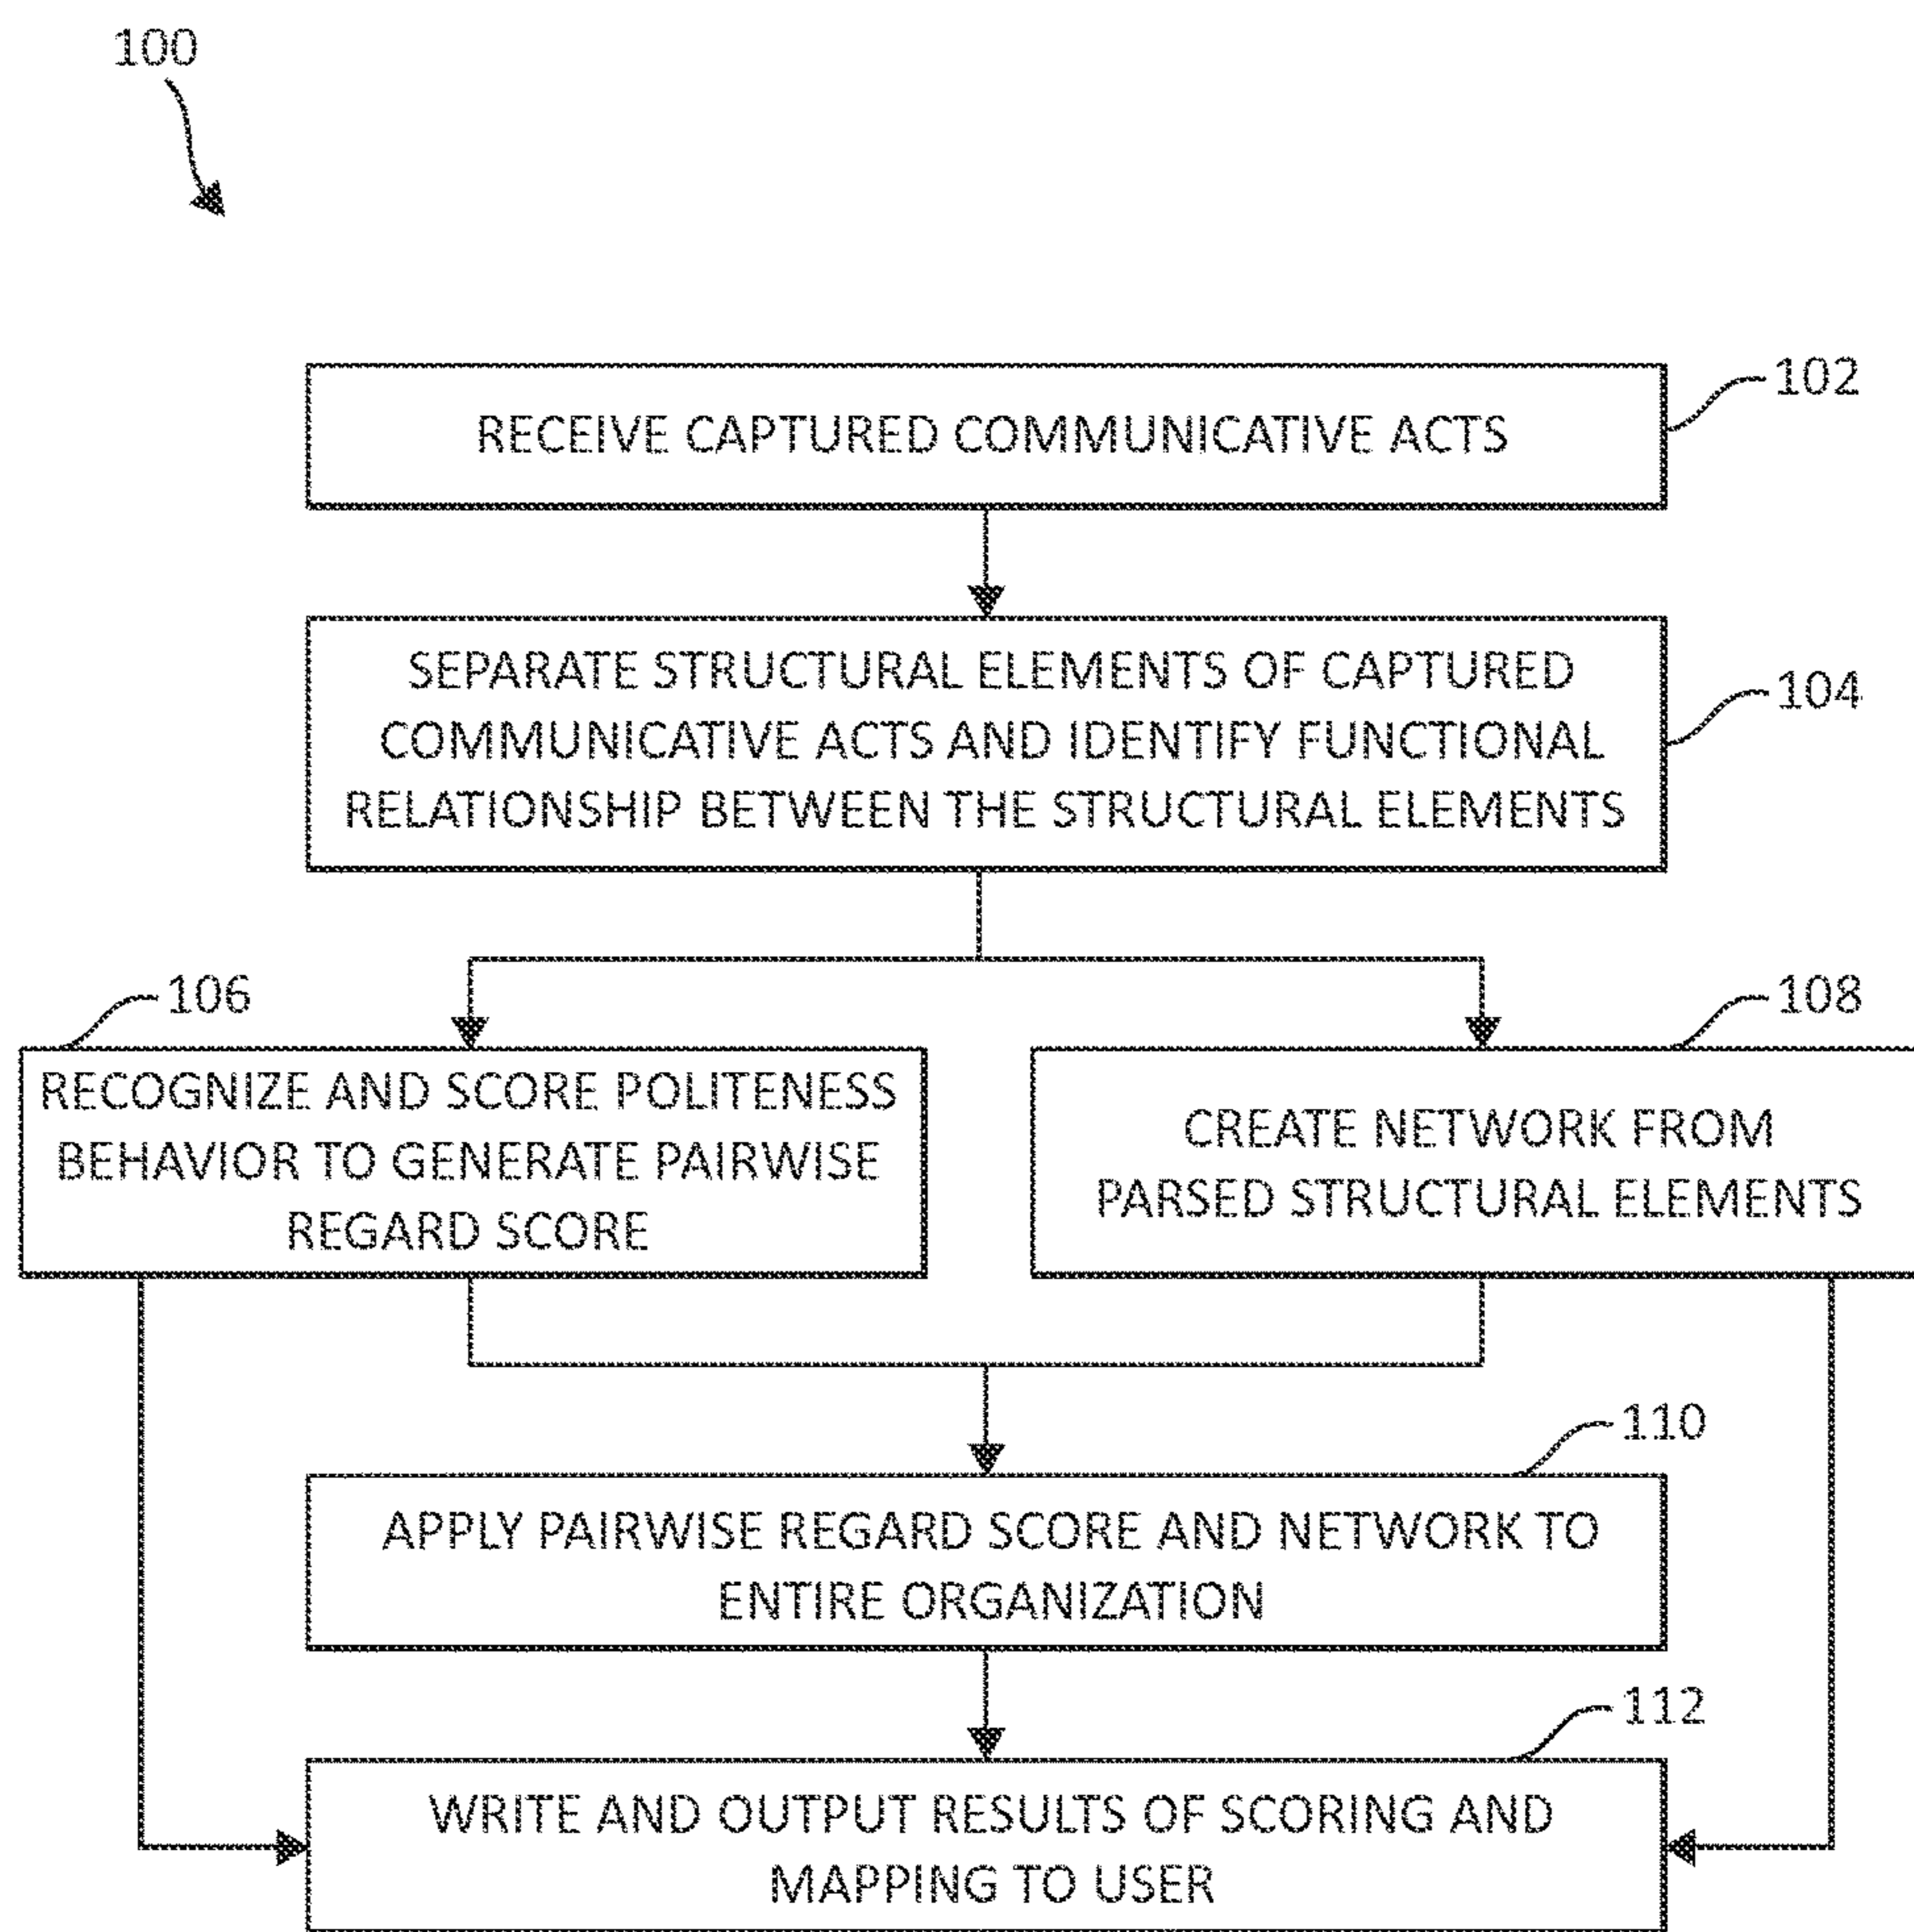 100
RECEIVE CAPTURED COMMUNICATIVE ACTS
102
SEPARATE STRUCTURAL ELEMENTS OF CAPTURED
COMMUNICATIVE ACTS AND IDENTIFY FUNCTIONAL
RELATIONSHIP BETWEEN THE STRUCTURAL ELEMENTS
104
106
RECOGNIZE AND SCORE POLITENESS
BEHAVIOR TO GENERATE PAIRWISE
REGARD SCORE
108
CREATE NETWORK FROM
PARSED STRUCTURAL ELEMENTS
110
APPLY PAIRWISE REGARD SCORE AND NETWORK TO
ENTIRE ORGANIZATION
112
WRITE AND OUTPUT RESULTS OF SCORING AND
MAPPING TO USER